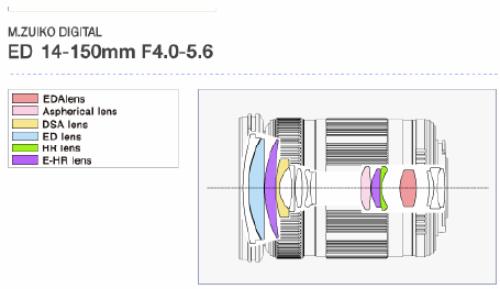 M.ZUIKO DIGITAL
ED 14-150mm F4.0-5.6
EDAlens
Aspherical lens
DSA lens
ED lens
HR lens
E-HR lens